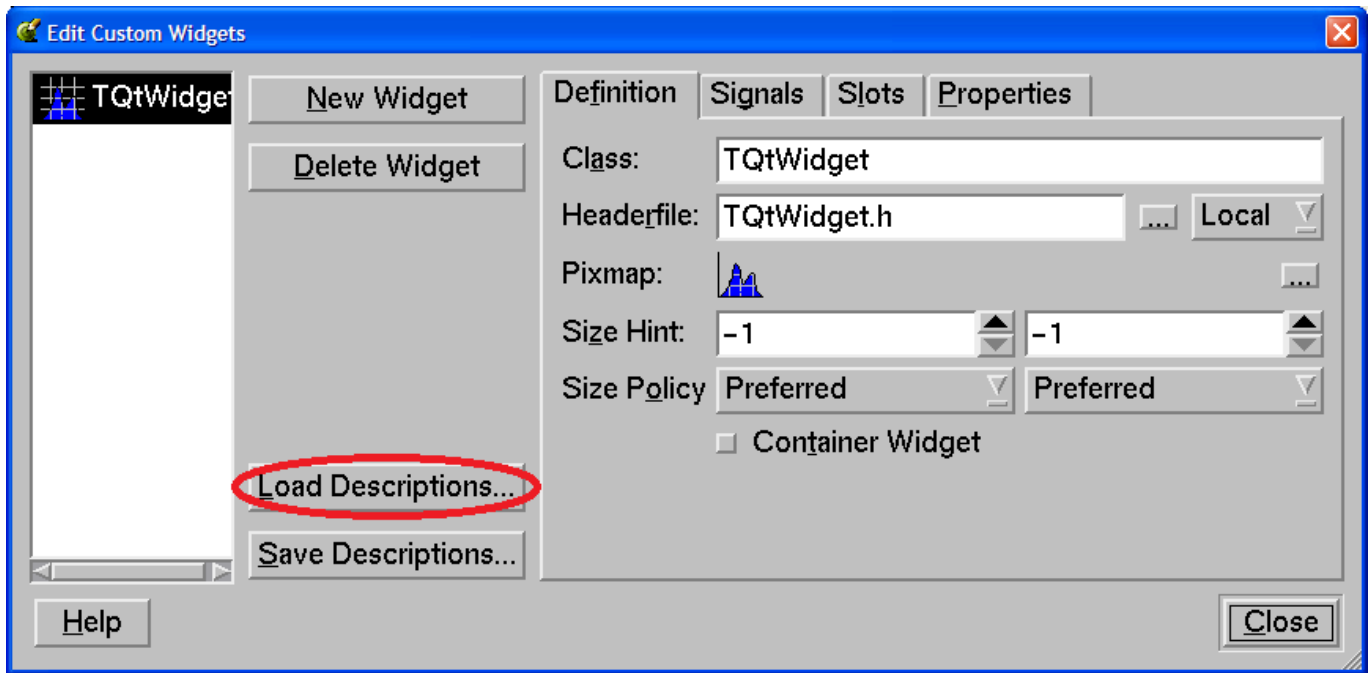 Edit Custom Widgets
TQtWidget
New Widget
Delete Widget
Load Descriptions...
Save Descriptions...
Definition Signals Slots Properties
Class: TQtWidget
Headerfile: TQtWidget.h ... Local
Pixmap: ...
Size Hint: -1 -1
Size Policy Preferred Preferred
Container Widget
Help Close